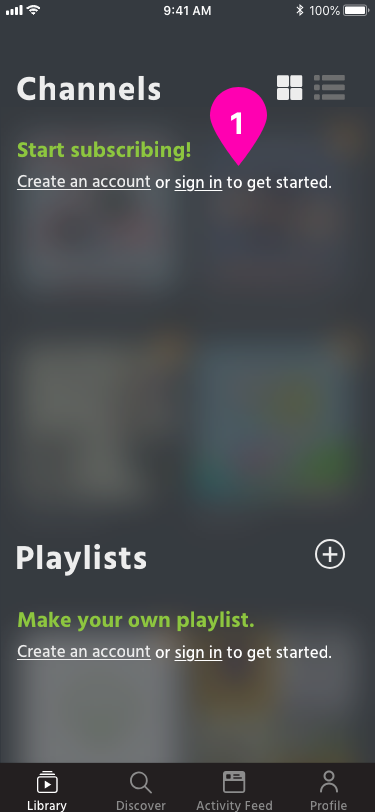 9:41 AM 100%
Channels
1
Start subscribing!
Create an account or sign in to get started.
Playlists
Make your own playlist.
Create an account or sign in to get started.
Library Discover Activity Feed Profile